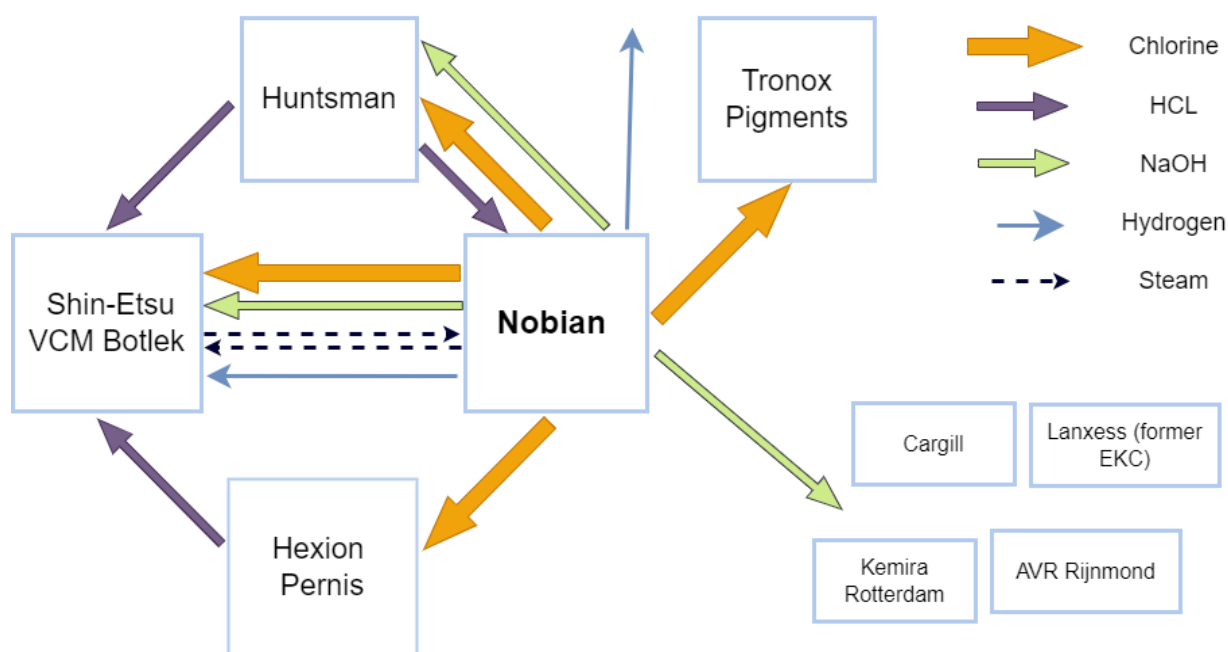 Huntsman
Tronox
Pigments
Chlorine
HCL
NaOH
Hydrogen
Steam
Shin-Etsu
VCM Botlek
Nobian
Cargill
Lanxess (former
EKC)
Hexion
Pernis
Kemira
Rotterdam
AVR Rijnmond